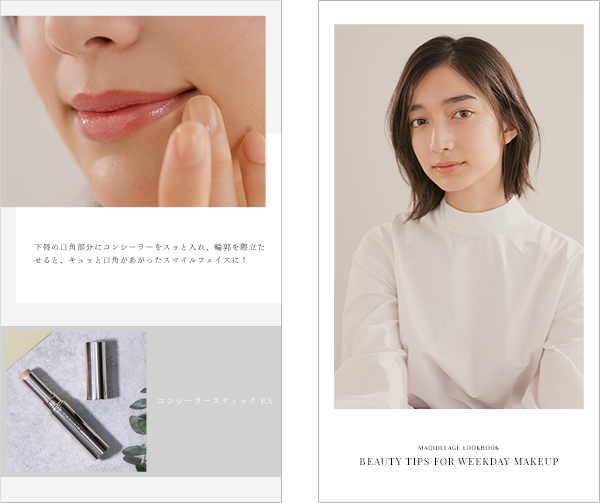 下唇の口角部分にコンシーラーをスッと入れ、輪郭を際立た
せると、キュッと口角があがったスマイルフェイスに！
コンシーラースティック EX
MAQUILLAGE LOOKBOOK
BEAUTY TIPS FOR WEEKDAY MAKEUP